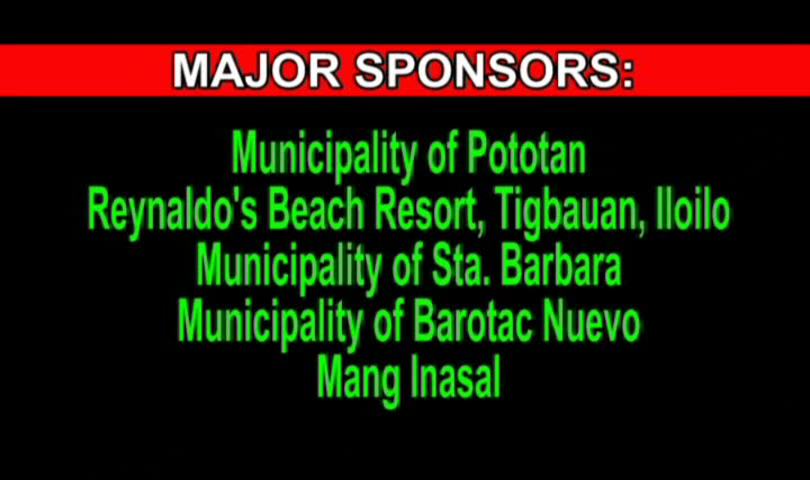 MAJOR SPONSORS:
Municipality of Pototan
Reynaldo's Beach Resort, Tigbauan, Iloilo
Municipality of Sta. Barbara
Municipality of Barotac Nuevo
Mang Inasal